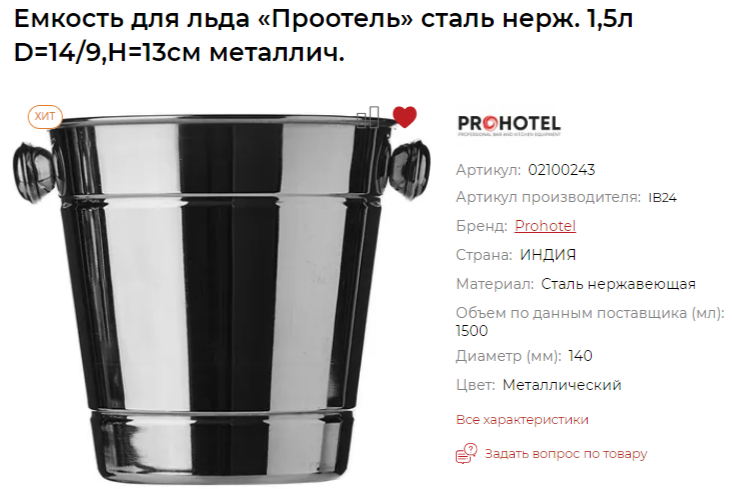 Емкость для льда «Проотель» сталь нерж. 1,5л
D=14/9,H=13см металлич.
ХИТ
PROHOTEL
PROFESSIONAL BAR AND KITCHEN EQUIPMENT
Артикул: 02100243
Артикул производителя: IB24
Бренд: Prohotel
Страна: ИНДИЯ
Материал: Сталь нержавеющая
Объем по данным поставщика (мл):
1500
Диаметр (мм): 140
Цвет: Металлический
Все характеристики
Задать вопрос по товару